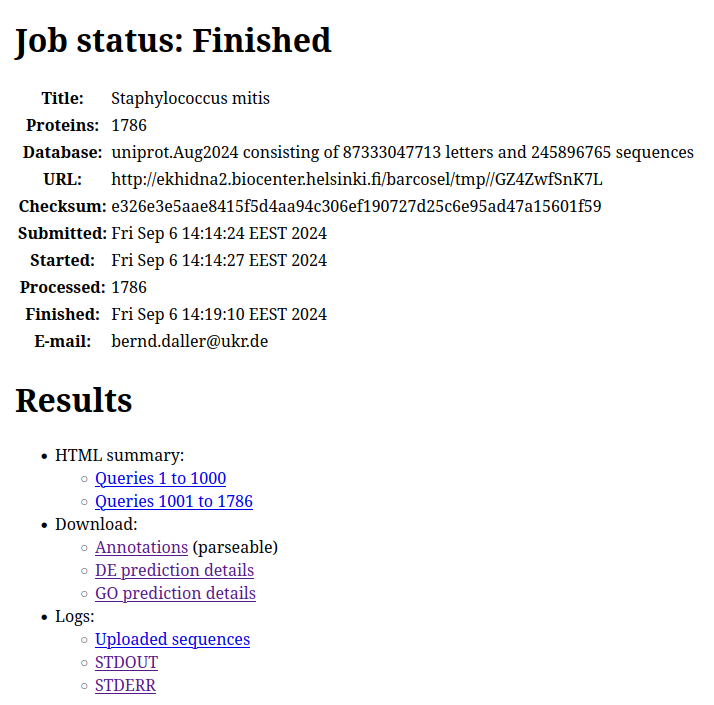 Job status: Finished
Title: Staphylococcus mitis
Proteins: 1786
Database: uniprot.Aug2024 consisting of 87333047713 letters and 245896765 sequences
URL: http://ekhidna2.biocenter.helsinki.fi/barcosel/tmp//GZ4ZwfSnK7L
Checksum: e326e3e5aae8415f5d4aa94c306ef190727d25c6e95ad47a15601f59
Submitted: Fri Sep 6 14:14:24 EEST 2024
Started: Fri Sep 6 14:14:27 EEST 2024
Processed: 1786
Finished: Fri Sep 6 14:19:10 EEST 2024
E-mail: bernd.daller@ukr.de
Results
HTML summary:
Queries 1 to 1000
Queries 1001 to 1786
Download:
Annotations (parseable)
DE prediction details
GO prediction details
Logs:
Uploaded sequences
STDOUT
STDERR